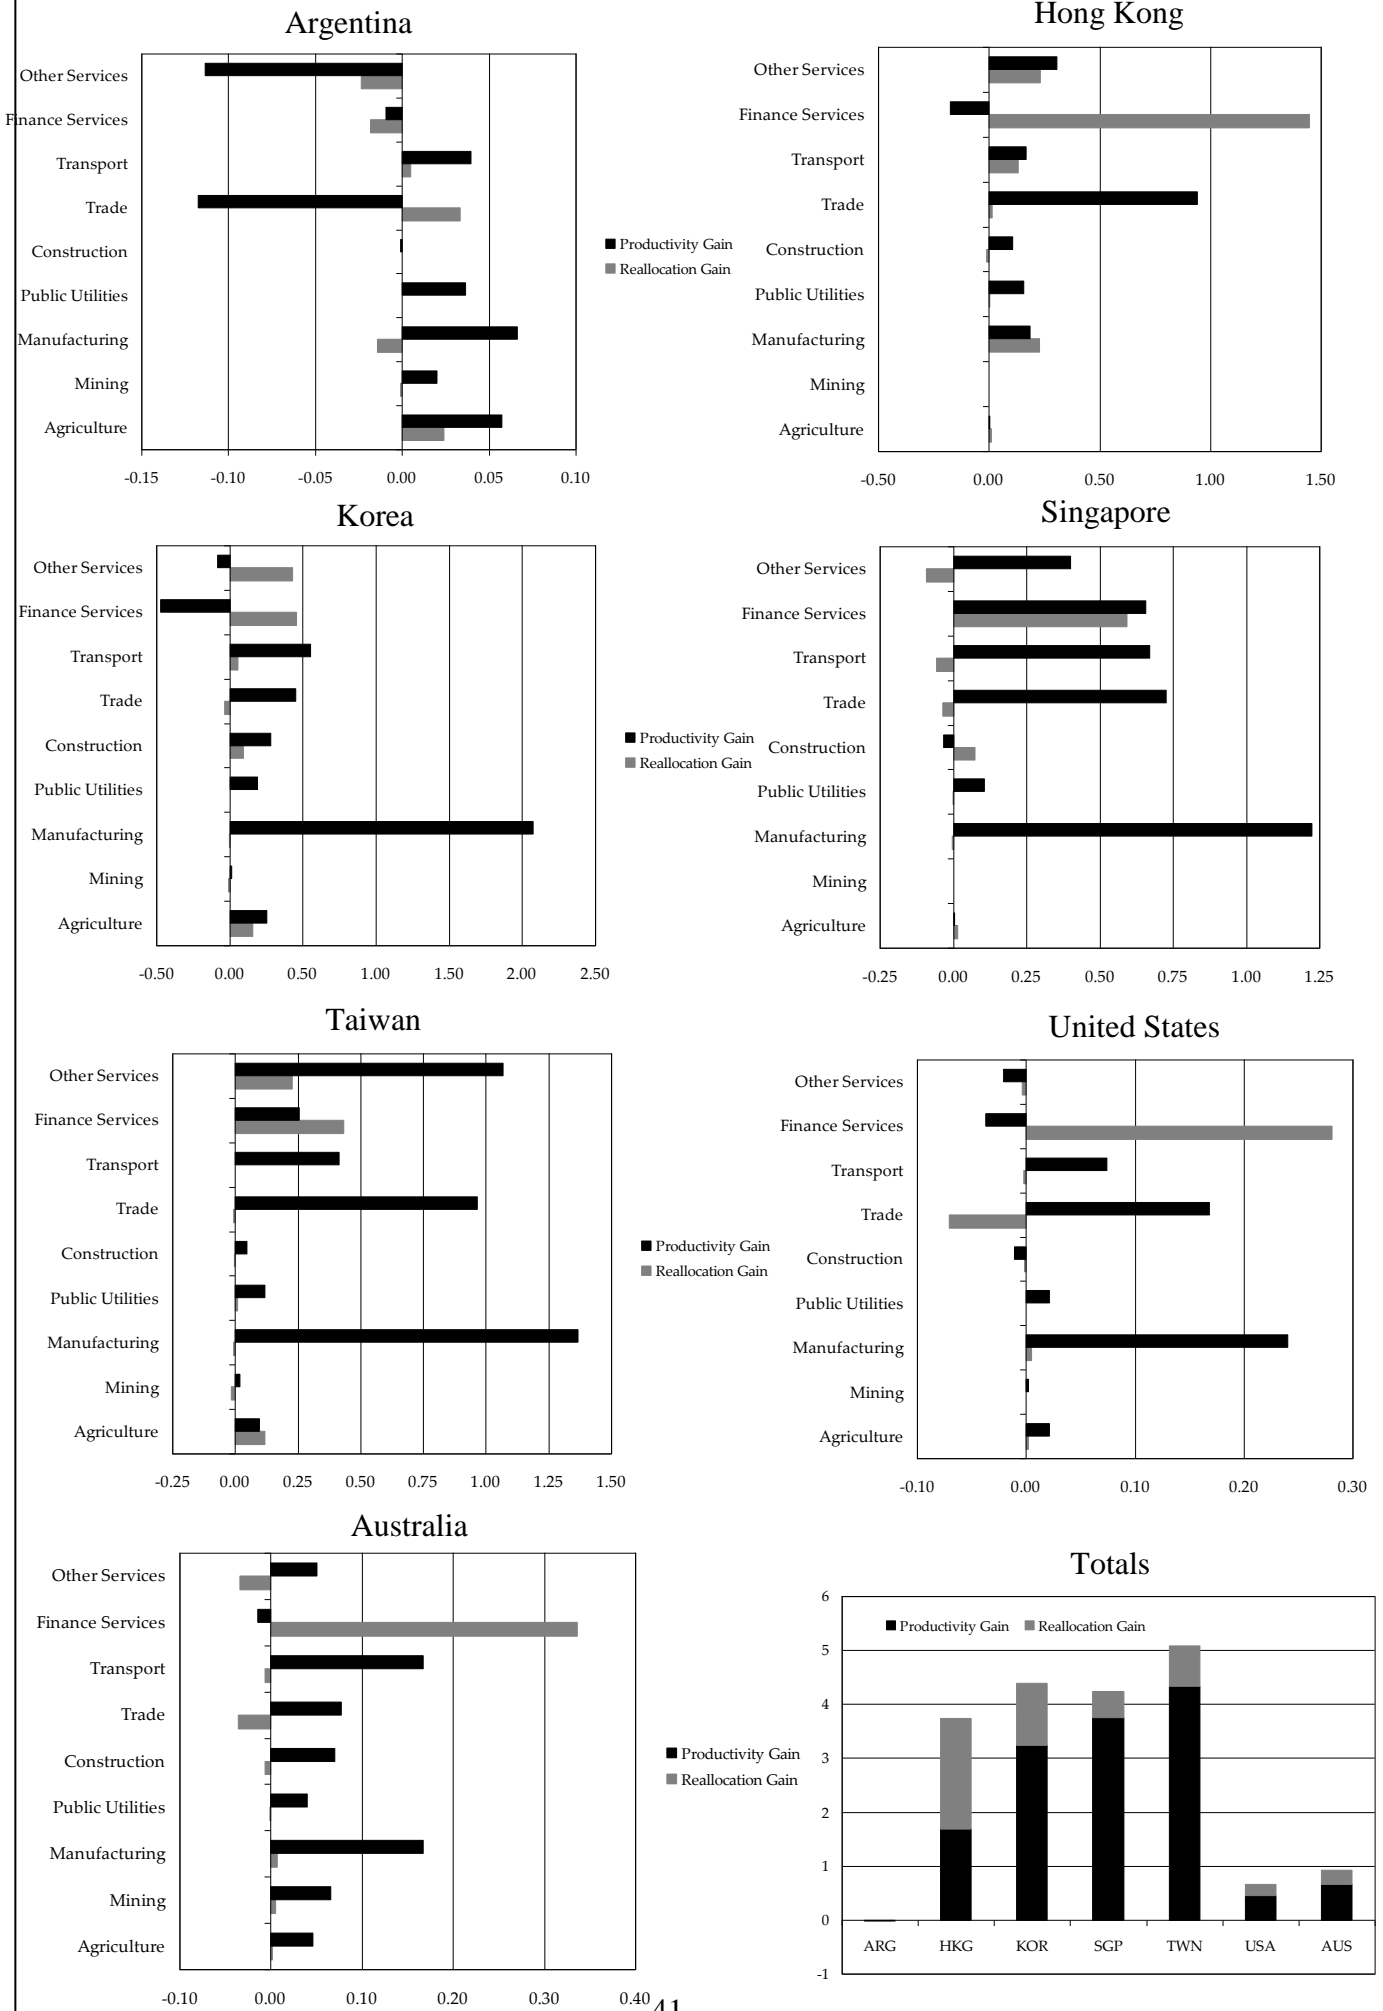 Argentina
Other Services
Finance Services
Transport
Trade
Construction
Public Utilities
Manufacturing
Mining
Agriculture
-0.15 -0.10 -0.05 0.00 0.05 0.10
Productivity Gain
Reallocation Gain
Hong Kong
Other Services
Finance Services
Transport
Trade
Construction
Public Utilities
Manufacturing
Mining
Agriculture
-0.50 0.00 0.50 1.00 1.50
Korea
Other Services
Finance Services
Transport
Trade
Construction
Public Utilities
Manufacturing
Mining
Agriculture
-0.50 0.00 0.50 1.00 1.50 2.00 2.50
Productivity Gain
Reallocation Gain
Singapore
Other Services
Finance Services
Transport
Trade
Construction
Public Utilities
Manufacturing
Mining
Agriculture
-0.25 0.00 0.25 0.50 0.75 1.00 1.25
Taiwan
Other Services
Finance Services
Transport
Trade
Construction
Public Utilities
Manufacturing
Mining
Agriculture
-0.25 0.00 0.25 0.50 0.75 1.00 1.25 1.50
Productivity Gain
Reallocation Gain
United States
Other Services
Finance Services
Transport
Trade
Construction
Public Utilities
Manufacturing
Mining
Agriculture
-0.10 0.00 0.10 0.20 0.30
Australia
Other Services
Finance Services
Transport
Trade
Construction
Public Utilities
Manufacturing
Mining
Agriculture
-0.10 0.00 0.10 0.20 0.30 0.40
Productivity Gain
Reallocation Gain
Totals
Productivity Gain Reallocation Gain
6
5
4
3
2
1
0
-1
ARG HKG KOR SGP TWN USA AUS
41